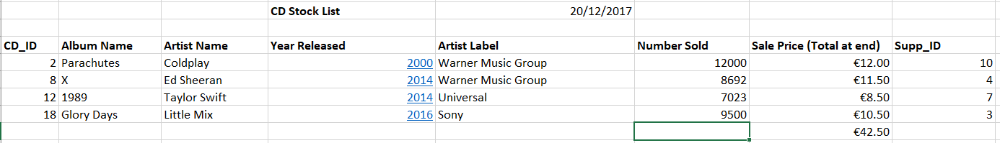 CD Stock List 20/12/2017
CD_ID Album Name Artist Name Year Released Artist Label Number Sold Sale Price (Total at end) Supp_ID
2 Parachutes Coldplay 2000 Warner Music Group 12000 €12.00 10
8 X Ed Sheeran 2014 Warner Music Group 8692 €11.50 4
12 1989 Taylor Swift 2014 Universal 7023 €8.50 7
18 Glory Days Little Mix 2016 Sony 9500 €10.50 3
€42.50